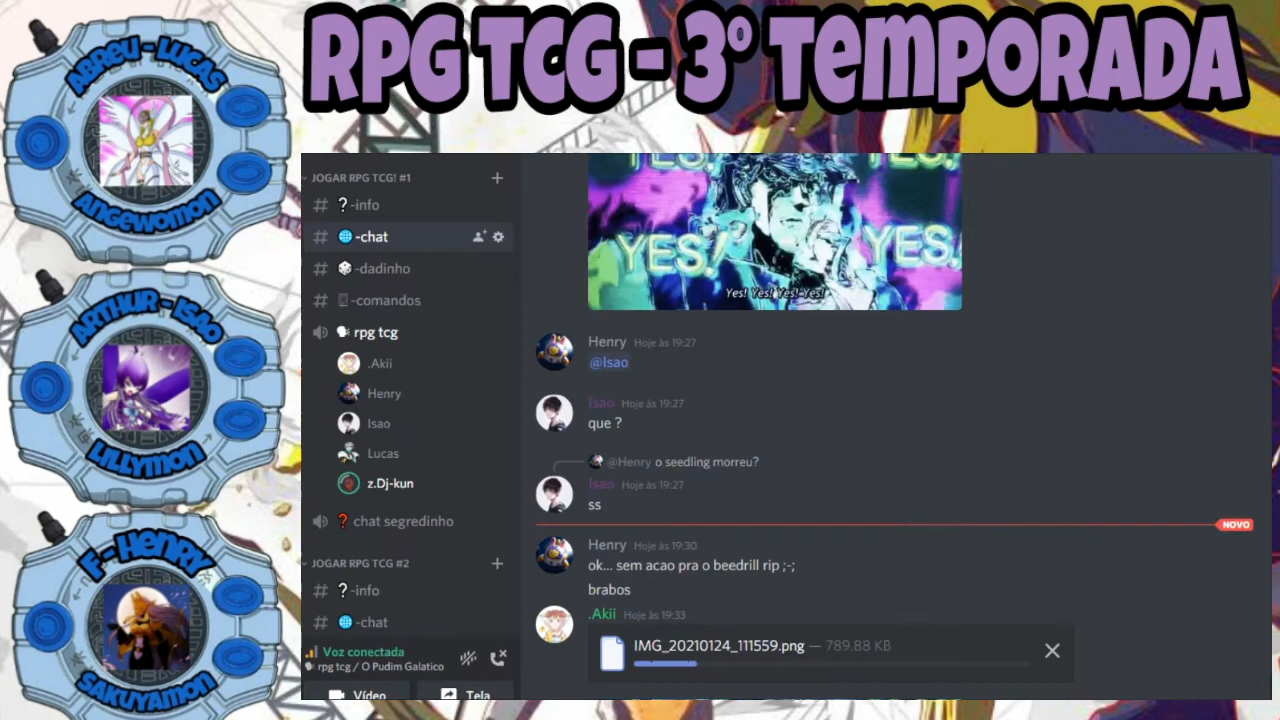 RPG TCG - 3º TEMPORADA
ABREU - LUCAS
ANGEWOMON
ARTHUR - ISAO
LILLYMON
F - HENRY
SAKUYAMON
JOGAR RPG TCG! #1
# ?-info
# -chat
# -dadinho
# -comandos
rpg tcg
.Akii
Henry
Isao
Lucas
z.Dj-kun
? chat segredinho
JOGAR RPG TCG #2
# ?-info
# -chat
Voz conectada
rpg tcg / O Pudim Galatico
Vídeo
Tela
YES! YES!
YES! YES!
Yes! Yes! Yes! Yes!
Henry Hoje às 19:27
@Isao
Isao Hoje às 19:27
que ?
@Henry o seedling morreu?
Isao Hoje às 19:27
ss
NOVO
Henry Hoje às 19:30
ok... sem acao pra o beedrill rip ;-;
brabos
.Akii Hoje às 19:33
IMG_20210124_111559.png — 789.88 KB